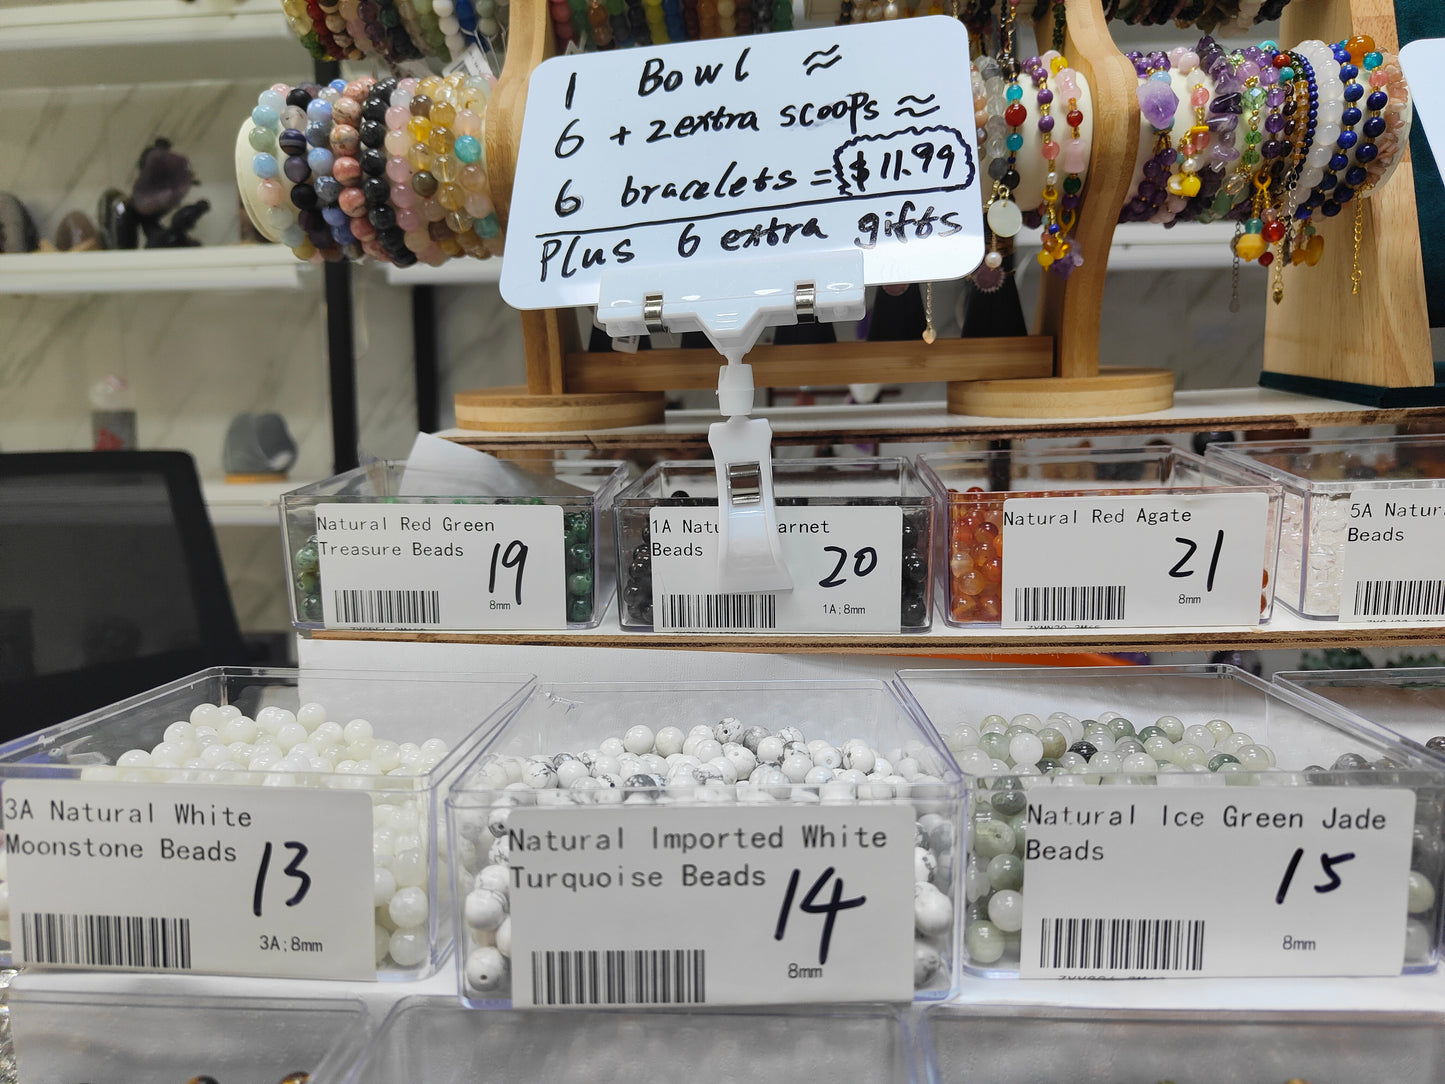 1 Bowl ≈
6 + 2 extra scoops ≈
6 bracelets = $11.99
Plus 6 extra gifts
Natural Red Green
Treasure Beads
19
8mm
1A Natu arnet
Beads
20
1A;8mm
Natural Red Agate
21
8mm
5A Natur
Beads
3A Natural White
Moonstone Beads
13
3A;8mm
Natural Imported White
Turquoise Beads
14
8mm
Natural Ice Green Jade
Beads
15
8mm